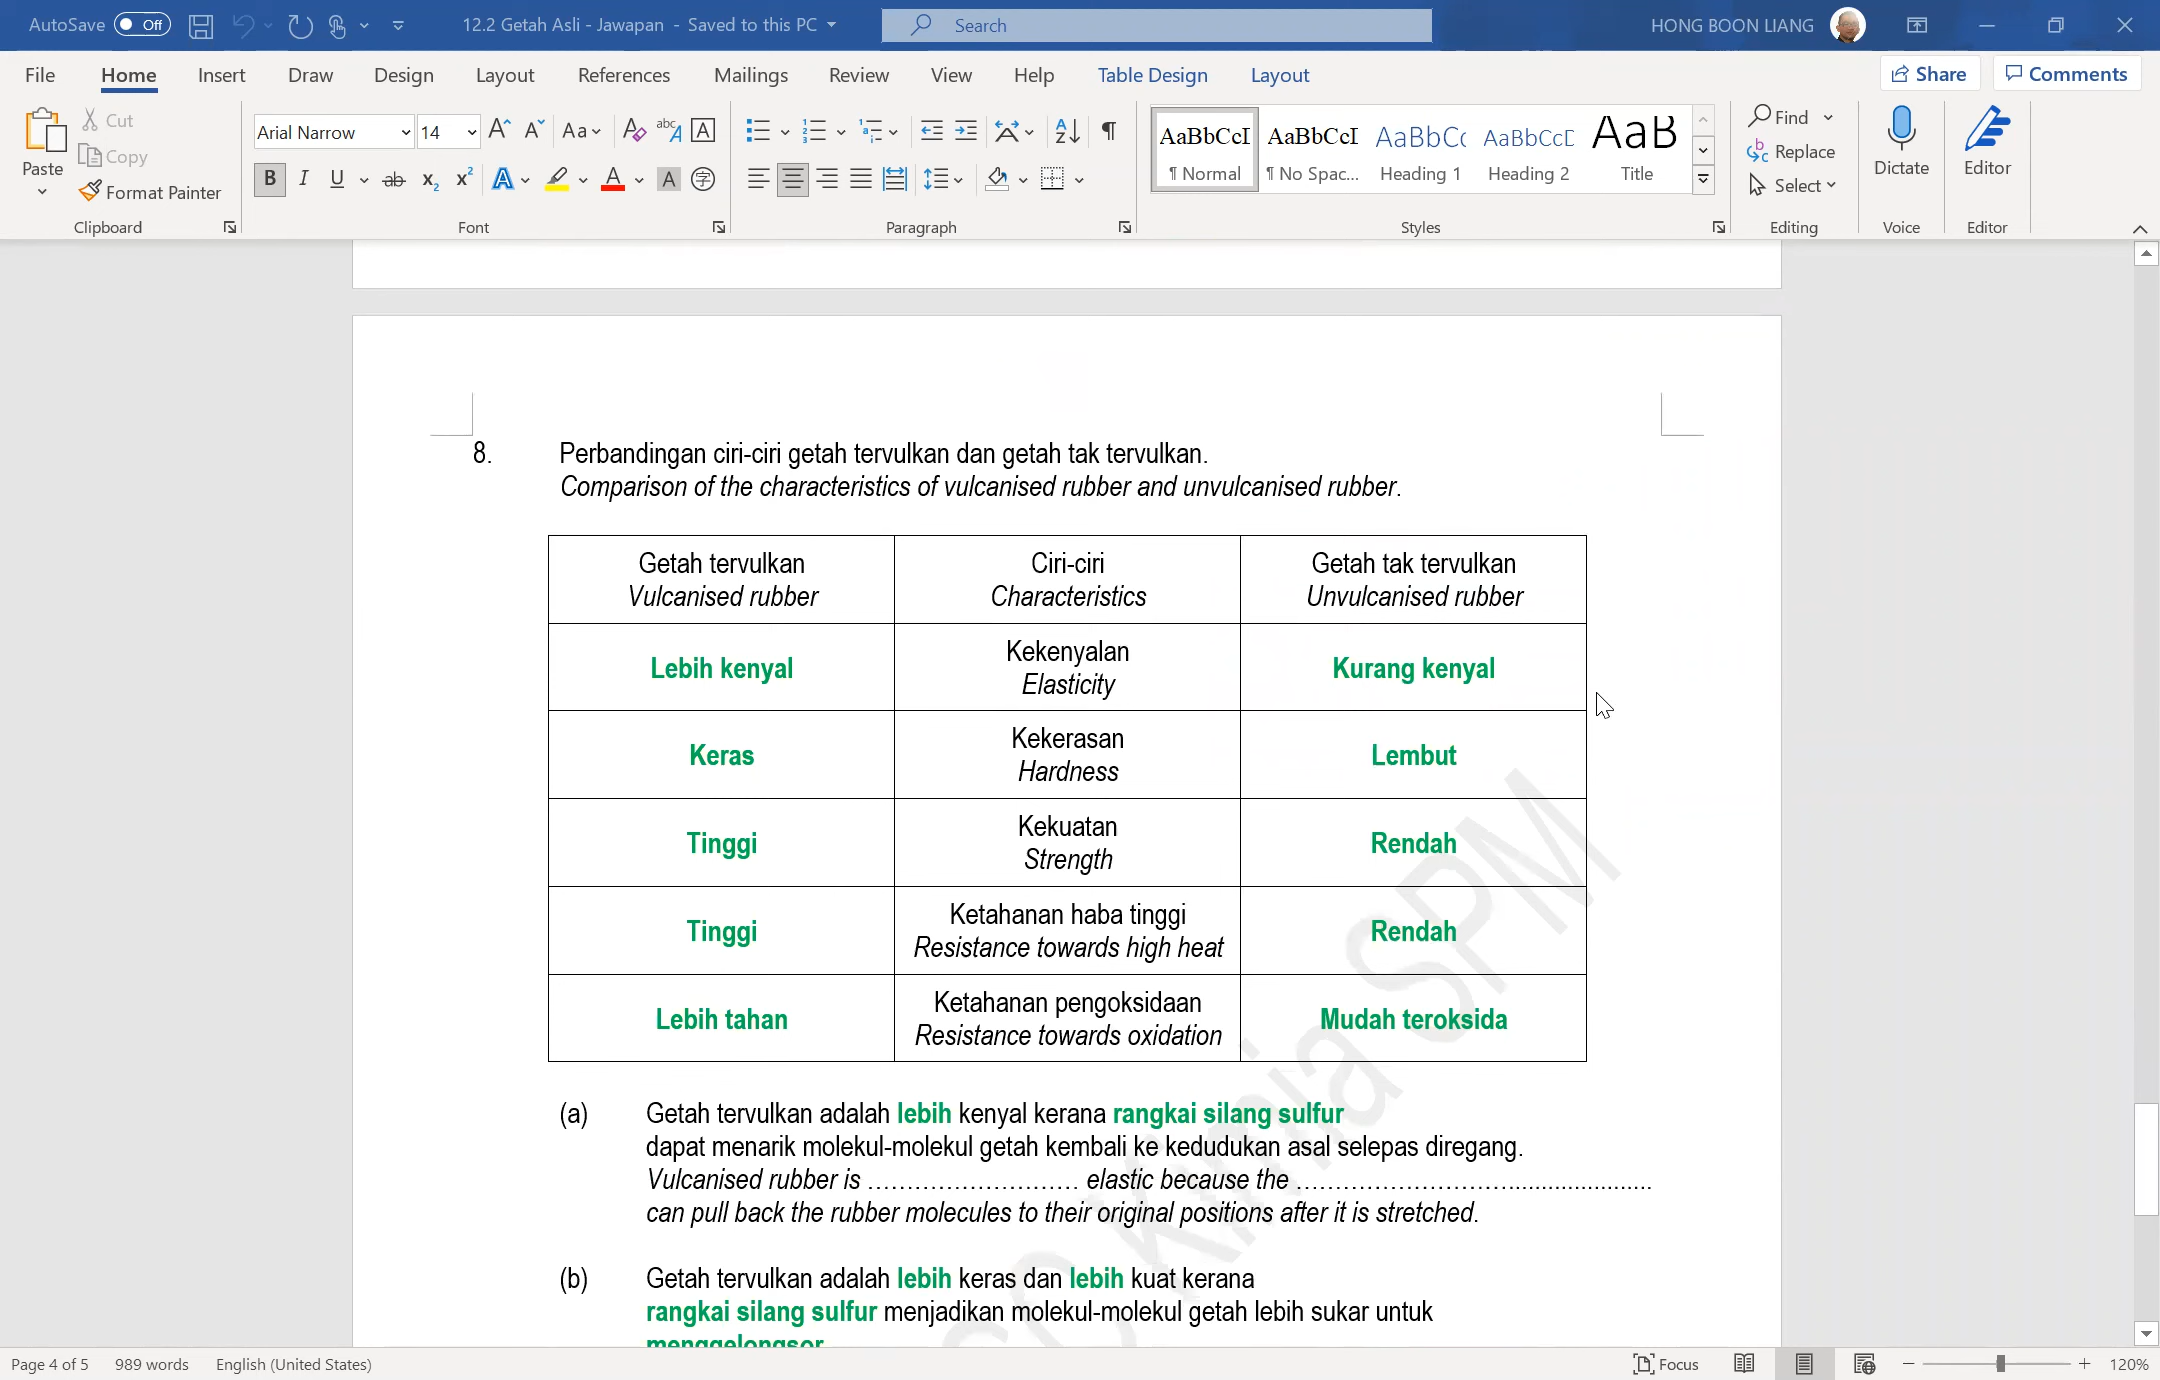 AutoSave Off 12.2 Getah Asli - Jawapan - Saved to this PC Search HONG BOON LIANG
File Home Insert Draw Design Layout References Mailings Review View Help Table Design Layout Share Comments
Paste Cut Copy Format Painter
Arial Narrow 14
AaBbCcI AaBbCcI AaBbC AaBbCcD AaB
¶ Normal ¶ No Spac... Heading 1 Heading 2 Title
Find Replace Select
Dictate Editor
Clipboard Font Paragraph Styles Editing Voice Editor
8. Perbandingan ciri-ciri getah tervulkan dan getah tak tervulkan.
Comparison of the characteristics of vulcanised rubber and unvulcanised rubber.
Getah tervulkan Ciri-ciri Getah tak tervulkan
Vulcanised rubber Characteristics Unvulcanised rubber
Lebih kenyal Kekenyalan Kurang kenyal
Elasticity
Keras Kekerasan Lembut
Hardness
Tinggi Kekuatan Rendah
Strength
Tinggi Ketahanan haba tinggi Rendah
Resistance towards high heat
Lebih tahan Ketahanan pengoksidaan Mudah teroksida
Resistance towards oxidation
(a) Getah tervulkan adalah lebih kenyal kerana rangkai silang sulfur
dapat menarik molekul-molekul getah kembali ke kedudukan asal selepas diregang.
Vulcanised rubber is ........................... elastic because the ................................................
can pull back the rubber molecules to their original positions after it is stretched.
(b) Getah tervulkan adalah lebih keras dan lebih kuat kerana
rangkai silang sulfur menjadikan molekul-molekul getah lebih sukar untuk
menggelongsor
Kimia SPM
Page 4 of 5 989 words English (United States) Focus 120%